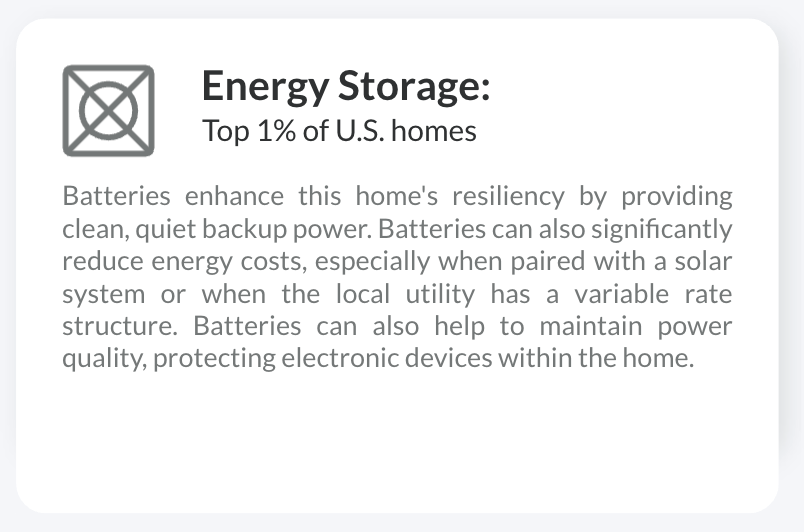 Energy Storage:
Top 1% of U.S. homes
Batteries enhance this home's resiliency by providing
clean, quiet backup power. Batteries can also significantly
reduce energy costs, especially when paired with a solar
system or when the local utility has a variable rate
structure. Batteries can also help to maintain power
quality, protecting electronic devices within the home.